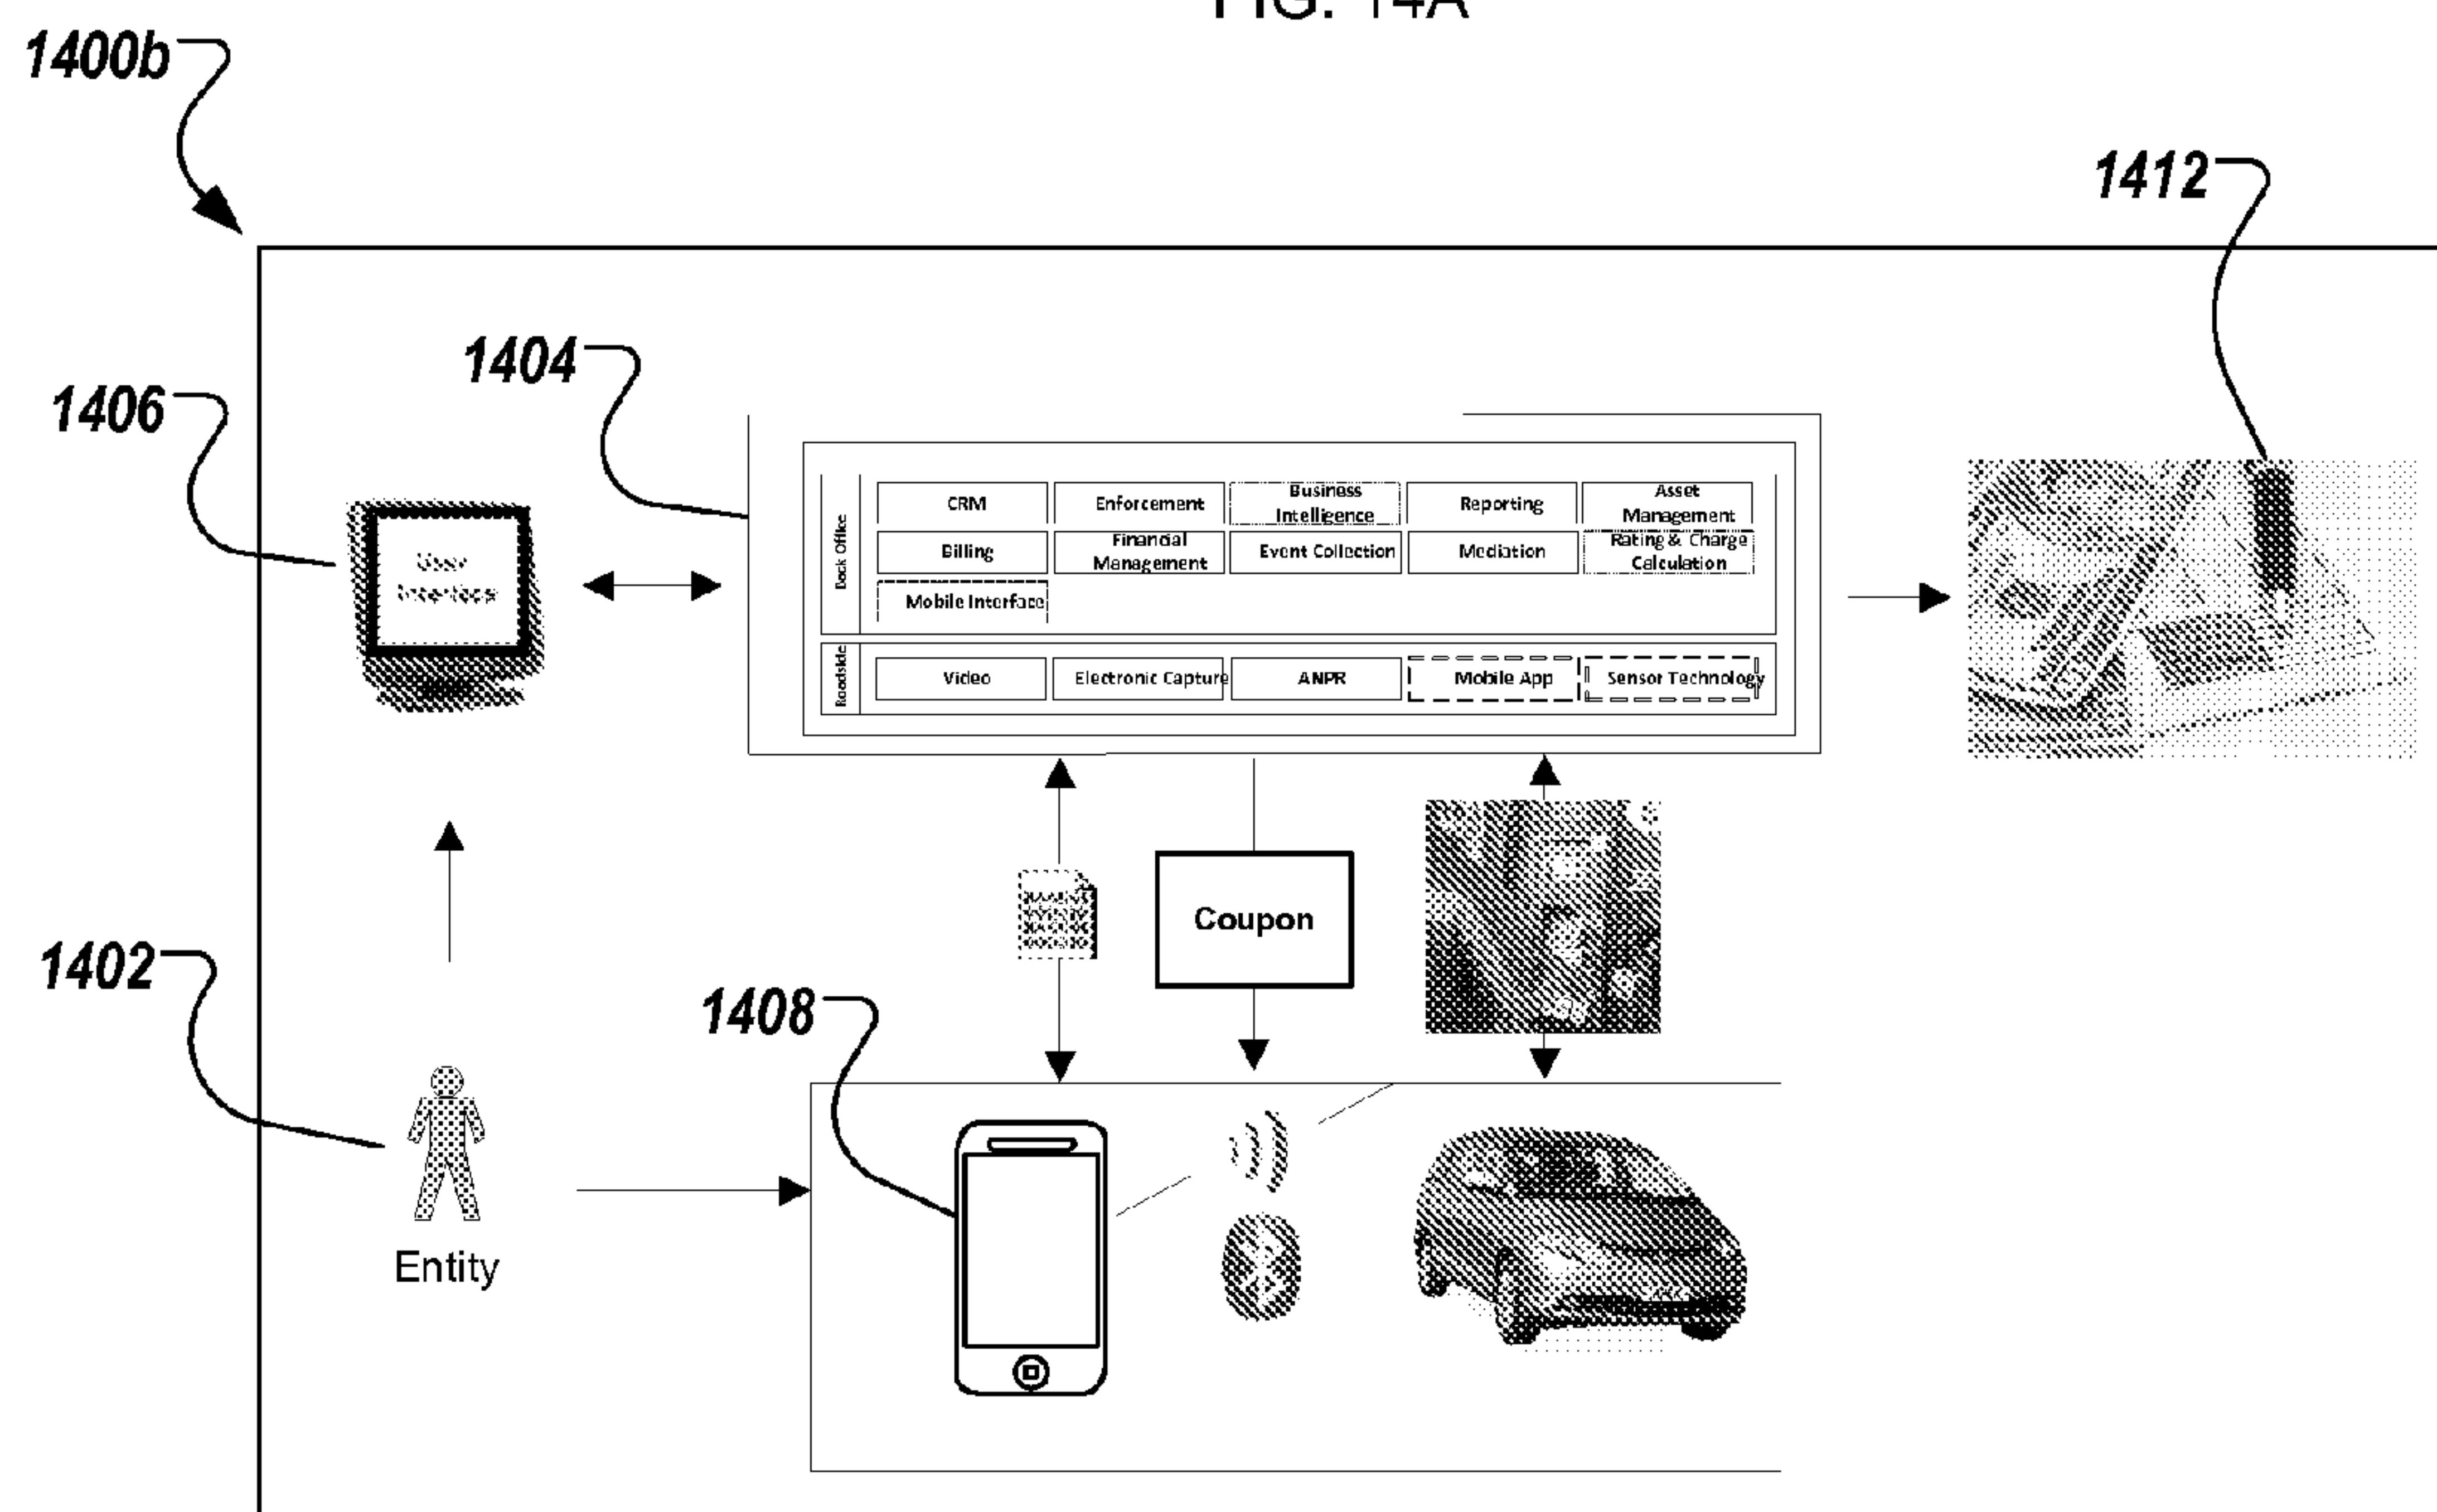 FIG. 14A
1400b
1412
1404
1406
Back Office
CRM
Enforcement
Business
Intelligence
Reporting
Asset
Management
Billing
Financial
Management
Event Collection
Mediation
Rating & Charge
Calculation
Mobile Interface
Roadside
Video
Electronic Capture
ANPR
Mobile App
Sensor Technology
User
Interface
Coupon
1402
1408
Entity